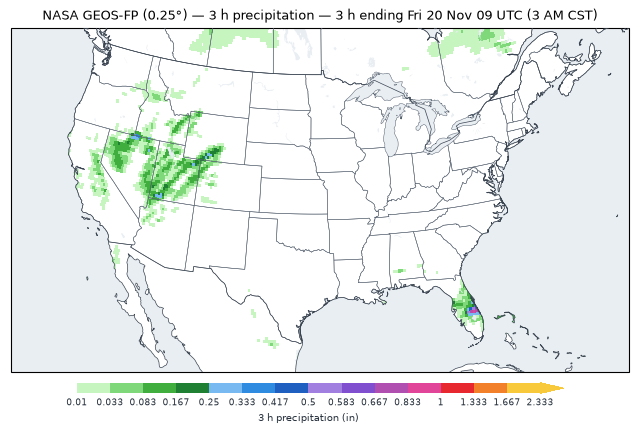 NASA GEOS-FP (0.25°) — 3 h precipitation — 3 h ending Fri 20 Nov 09 UTC (3 AM CST)
0.01 0.033 0.083 0.167 0.25 0.333 0.417 0.5 0.583 0.667 0.833 1 1.333 1.667 2.333
3 h precipitation (in)